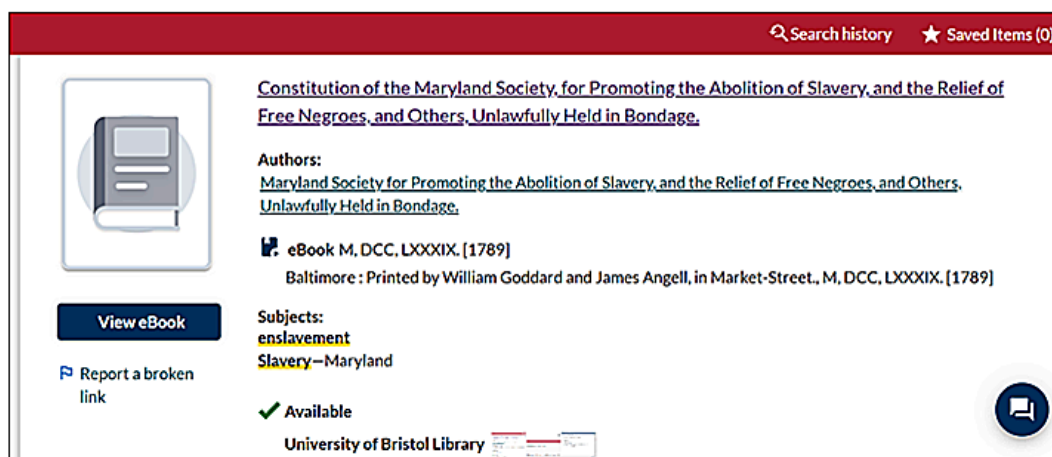 Search history Saved Items (0)
Constitution of the Maryland Society, for Promoting the Abolition of Slavery, and the Relief of
Free Negroes, and Others, Unlawfully Held in Bondage.
Authors:
Maryland Society for Promoting the Abolition of Slavery, and the Relief of Free Negroes, and Others,
Unlawfully Held in Bondage.
eBook M, DCC, LXXXIX. [1789]
Baltimore : Printed by William Goddard and James Angell, in Market-Street., M, DCC, LXXXIX. [1789]
View eBook
Report a broken
link
Subjects:
enslavement
Slavery—Maryland
Available
University of Bristol Library